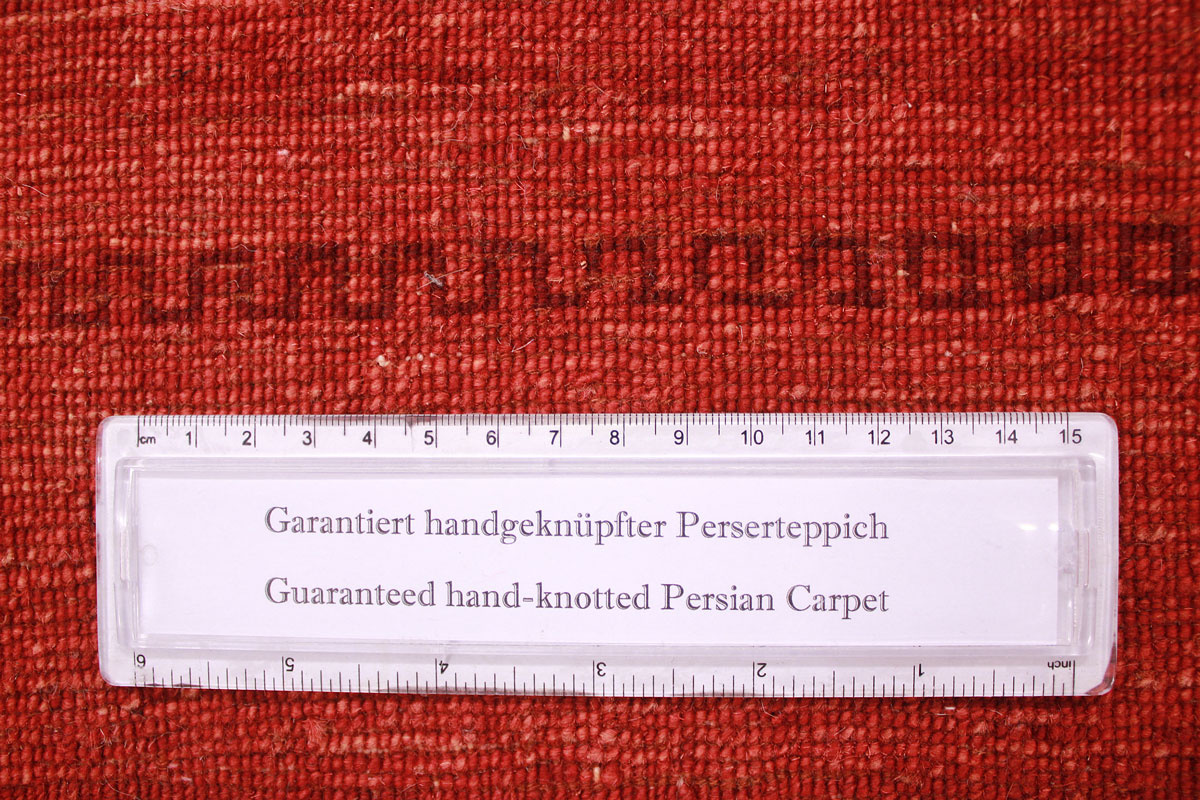 cm 1 2 3 4 5 6 7 8 9 10 11 12 13 14 15
Garantiert handgeknüpfter Perserteppich
Guaranteed hand-knotted Persian Carpet
6 5 4 3 2 1 inch